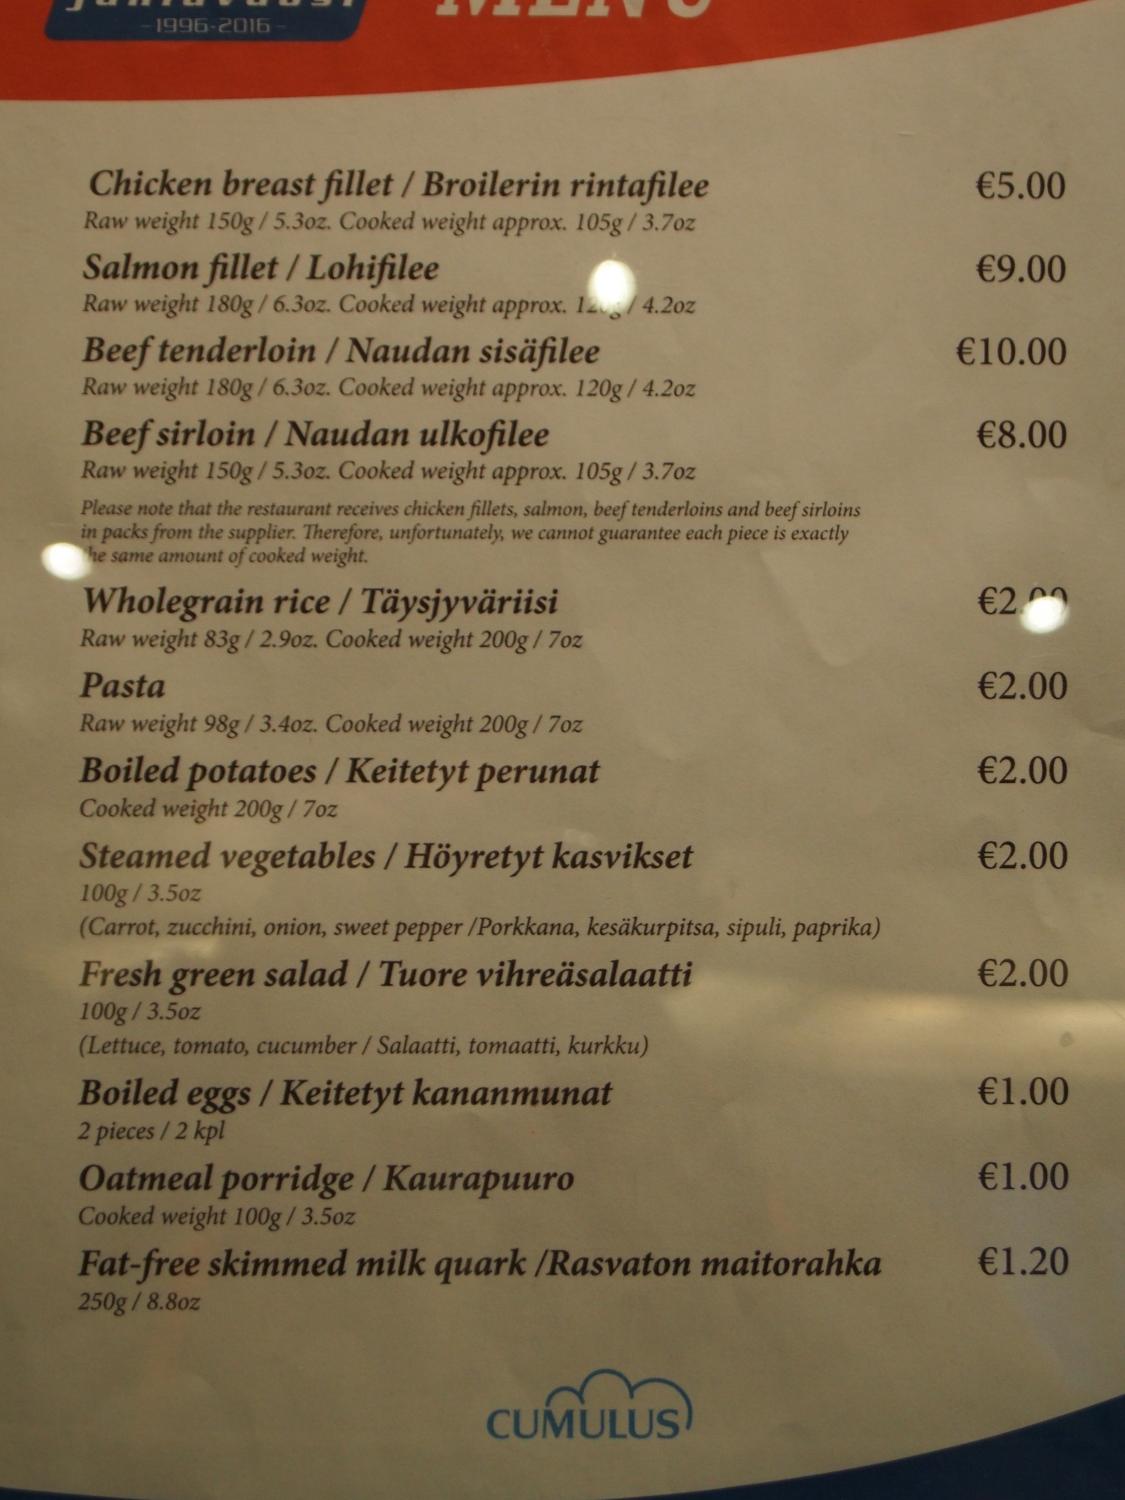 juhlavuosi
-1996-2016-
MENU
Chicken breast fillet / Broilerin rintafilee €5.00
Raw weight 150g / 5.3oz. Cooked weight approx. 105g / 3.7oz
Salmon fillet / Lohifilee €9.00
Raw weight 180g / 6.3oz. Cooked weight approx. 120g / 4.2oz
Beef tenderloin / Naudan sisäfilee €10.00
Raw weight 180g / 6.3oz. Cooked weight approx. 120g / 4.2oz
Beef sirloin / Naudan ulkofilee €8.00
Raw weight 150g / 5.3oz. Cooked weight approx. 105g / 3.7oz
Please note that the restaurant receives chicken fillets, salmon, beef tenderloins and beef sirloins
in packs from the supplier. Therefore, unfortunately, we cannot guarantee each piece is exactly
the same amount of cooked weight.
Wholegrain rice / Täysjyväriisi €2.00
Raw weight 83g / 2.9oz. Cooked weight 200g / 7oz
Pasta €2.00
Raw weight 98g / 3.4oz. Cooked weight 200g / 7oz
Boiled potatoes / Keitetyt perunat €2.00
Cooked weight 200g / 7oz
Steamed vegetables / Höyretyt kasvikset €2.00
100g / 3.5oz
(Carrot, zucchini, onion, sweet pepper /Porkkana, kesäkurpitsa, sipuli, paprika)
Fresh green salad / Tuore vihreäsalaatti €2.00
100g / 3.5oz
(Lettuce, tomato, cucumber / Salaatti, tomaatti, kurkku)
Boiled eggs / Keitetyt kananmunat €1.00
2 pieces / 2 kpl
Oatmeal porridge / Kaurapuuro €1.00
Cooked weight 100g / 3.5oz
Fat-free skimmed milk quark /Rasvaton maitorahka €1.20
250g / 8.8oz
CUMULUS